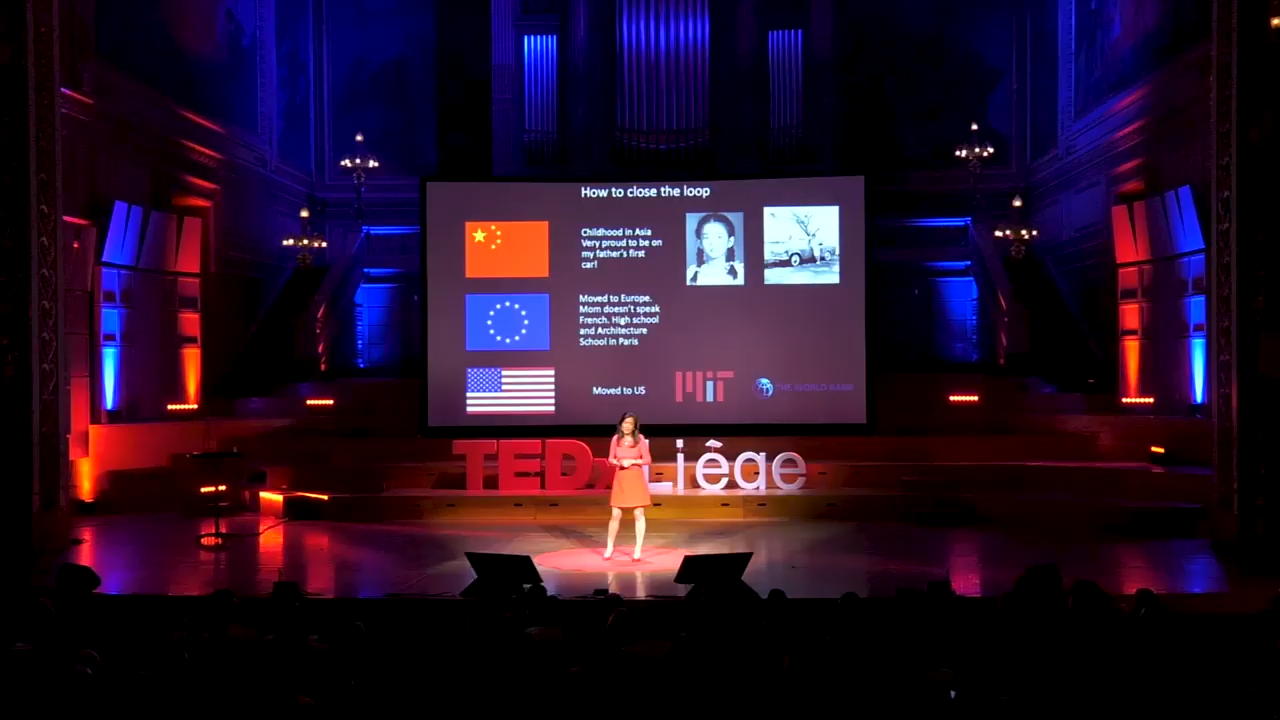 How to close the loop
Childhood in Asia
Very proud to be on
my father's first
car!
Moved to Europe.
Mom doesn't speak
French. High school
and Architecture
School in Paris
Moved to US
MIT
THE WORLD BANK
TEDx Liège